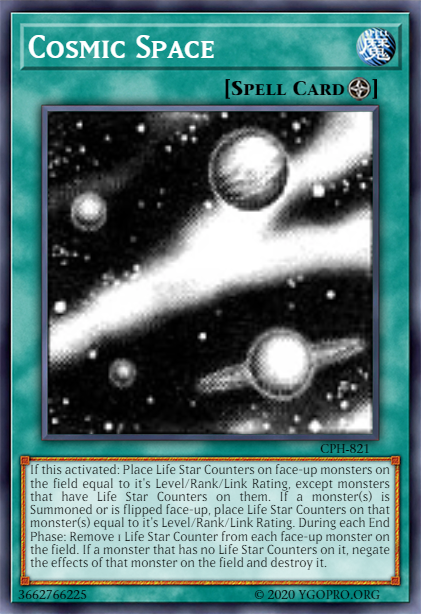 COSMIC SPACE
魔
[SPELL CARD]
CPH-821
If this activated: Place Life Star Counters on face-up monsters on
the field equal to it's Level/Rank/Link Rating, except monsters
that have Life Star Counters on them. If a monster(s) is
Summoned or is flipped face-up, place Life Star Counters on that
monster(s) equal to it's Level/Rank/Link Rating. During each End
Phase: Remove 1 Life Star Counter from each face-up monster on
the field. If a monster that has no Life Star Counters on it, negate
the effects of that monster on the field and destroy it.
3662766225
© 2020 YGOPRO.ORG